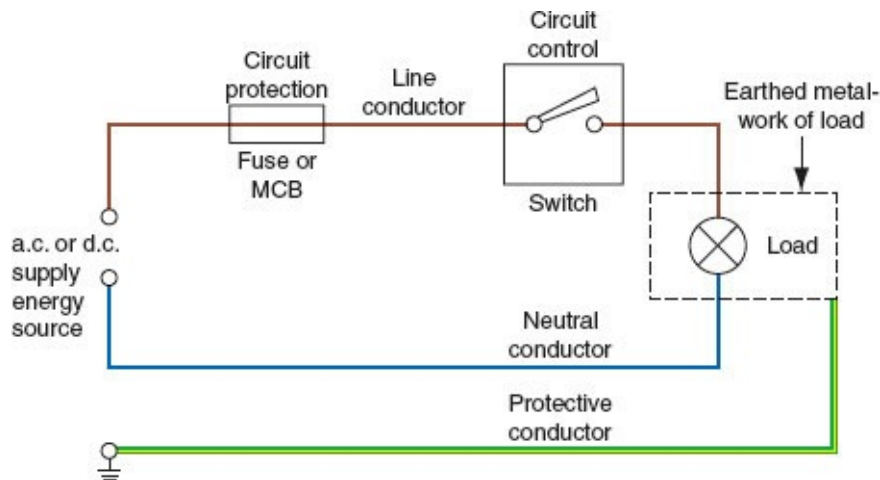 Circuit
control
Circuit
protection
Line
conductor
Earthed metal-
work of load
Fuse or
MCB
Switch
a.c. or d.c.
supply
energy
source
Load
Neutral
conductor
Protective
conductor